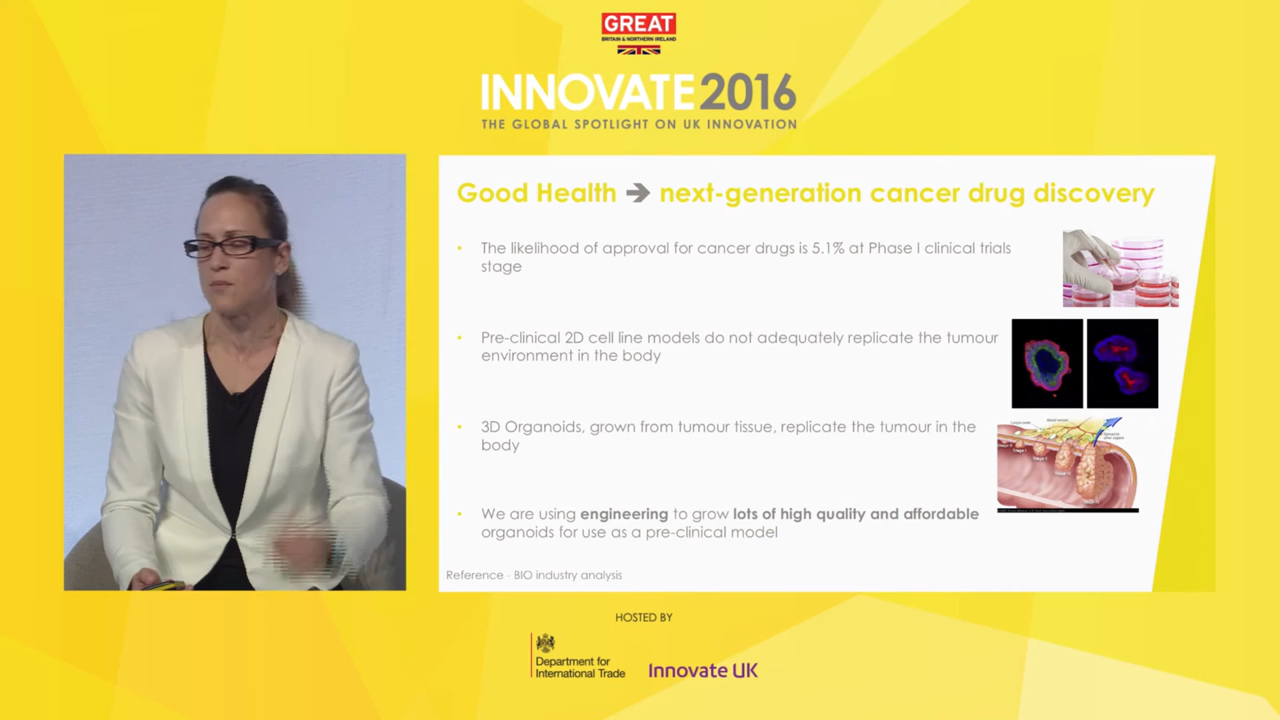 GREAT
BRITAIN & NORTHERN IRELAND
INNOVATE 2016
THE GLOBAL SPOTLIGHT ON UK INNOVATION
Good Health ➔ next-generation cancer drug discovery
• The likelihood of approval for cancer drugs is 5.1% at Phase I clinical trials
stage
• Pre-clinical 2D cell line models do not adequately replicate the tumour
environment in the body
• 3D Organoids, grown from tumour tissue, replicate the tumour in the
body
• We are using engineering to grow lots of high quality and affordable
organoids for use as a pre-clinical model
Reference - BIO industry analysis
HOSTED BY
Department for
International Trade
Innovate UK